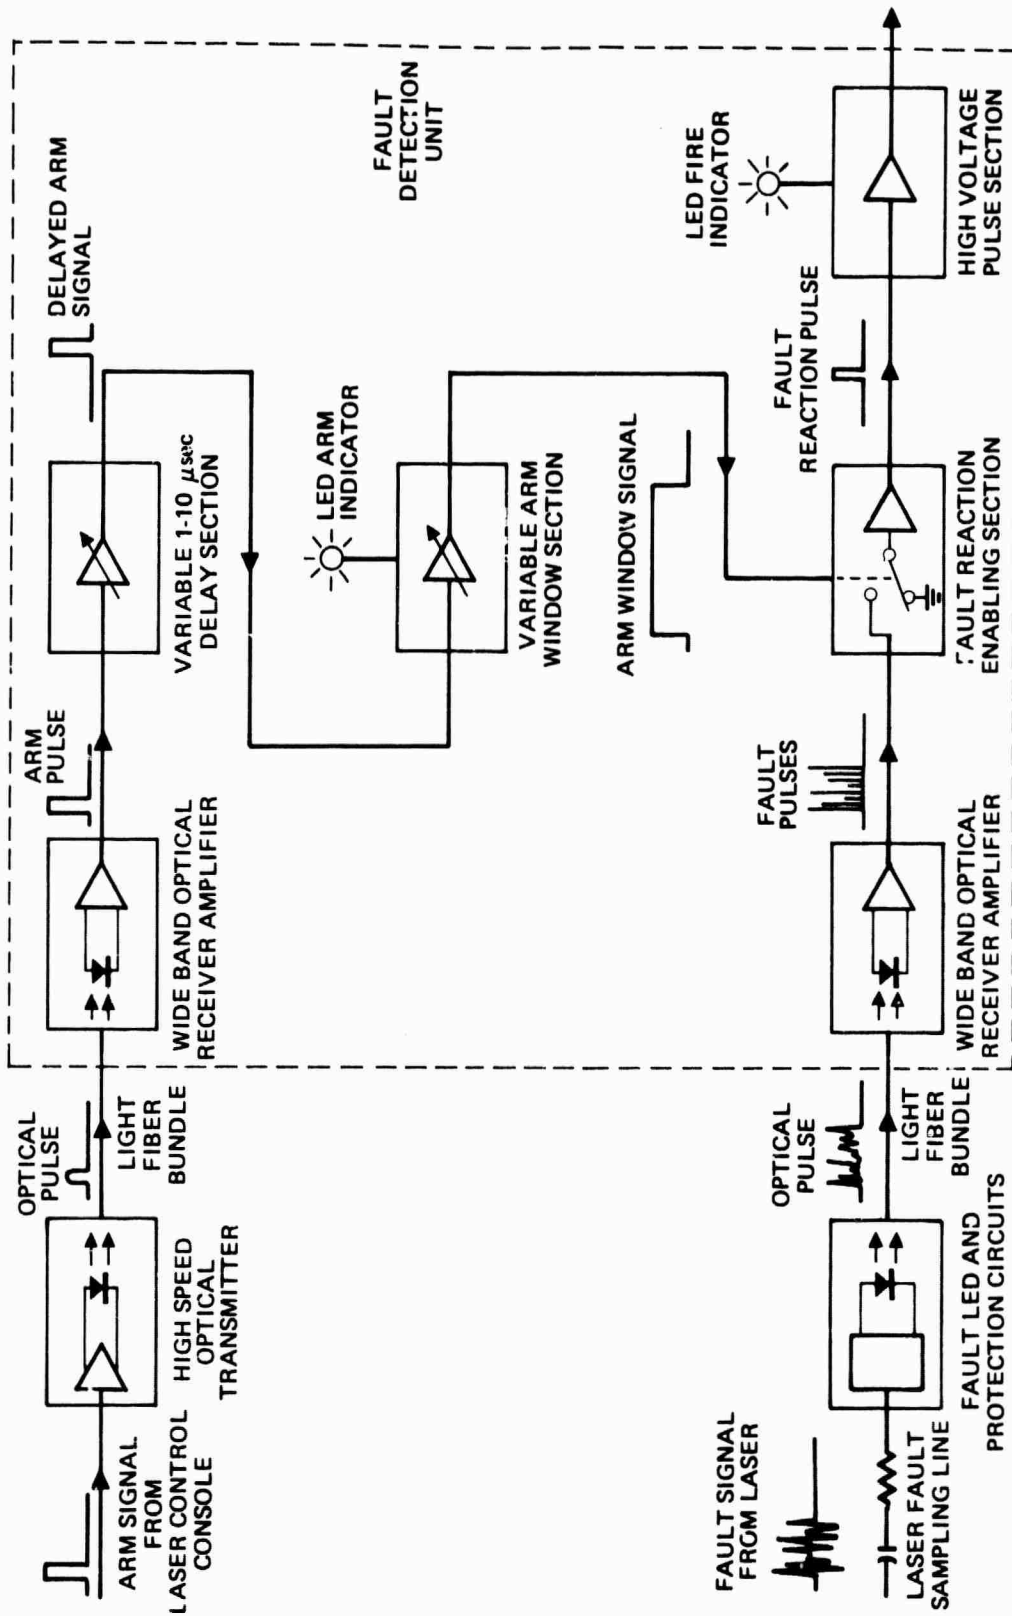 ARM SIGNAL
FROM
LASER CONTROL
CONSOLE
HIGH SPEED
OPTICAL
TRANSMITTER
OPTICAL
PULSE
LIGHT
FIBER
BUNDLE
WIDE BAND OPTICAL
RECEIVER AMPLIFIER
ARM
PULSE
VARIABLE 1-10 μsec
DELAY SECTION
DELAYED ARM
SIGNAL
LED ARM
INDICATOR
VARIABLE ARM
WINDOW SECTION
FAULT
DETECTION
UNIT
ARM WINDOW SIGNAL
FAULT SIGNAL
FROM LASER
LASER FAULT
SAMPLING LINE
FAULT LED AND
PROTECTION CIRCUITS
OPTICAL
PULSE
LIGHT
FIBER
BUNDLE
WIDE BAND OPTICAL
RECEIVER AMPLIFIER
FAULT
PULSES
FAULT REACTION
ENABLING SECTION
FAULT
REACTION PULSE
LED FIRE
INDICATOR
HIGH VOLTAGE
PULSE SECTION